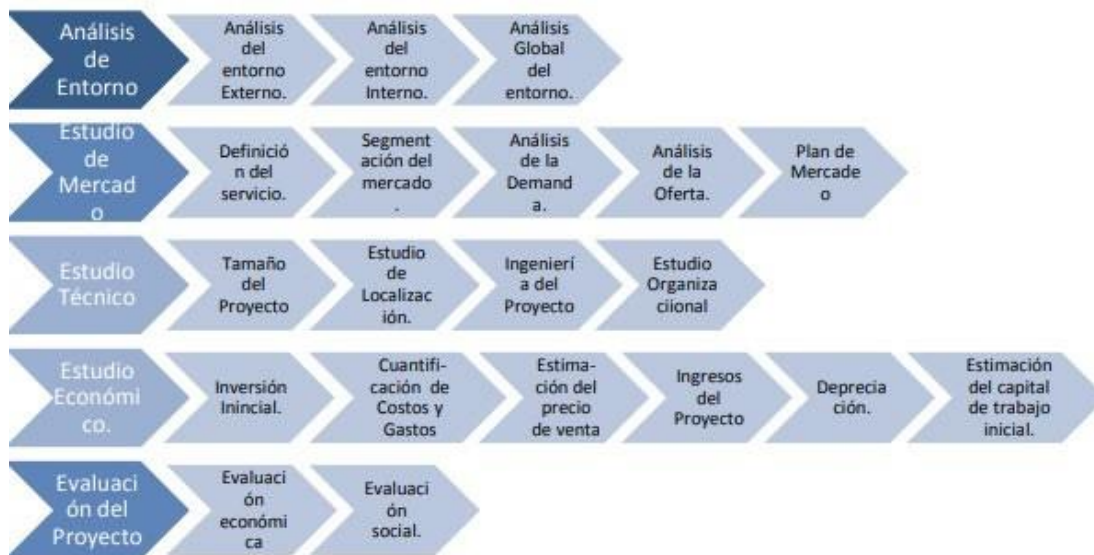 Análisis
de
Entorno
Análisis
del
entorno
Externo.
Análisis
del
entorno
Interno.
Análisis
Global
del
entorno.
Estudio
de
Mercad
o
Definició
n del
servicio.
Segment
ación del
mercado
.
Análisis
de la
Demand
a.
Análisis
de la
Oferta.
Plan de
Mercade
o
Estudio
Técnico
Tamaño
del
Proyecto
Estudio
de
Localizac
ión.
Ingenierí
a del
Proyecto
Estudio
Organiza
ciional
Estudio
Económi
co.
Inversión
Inincial.
Cuantifi-
cación de
Costos y
Gastos
Estima-
ción del
precio
de venta
Ingresos
del
Proyecto
Deprecia
ción.
Estimación
del capital
de trabajo
inicial.
Evaluaci
ón del
Proyecto
Evaluaci
ón
económi
ca
Evaluac
ión
social.